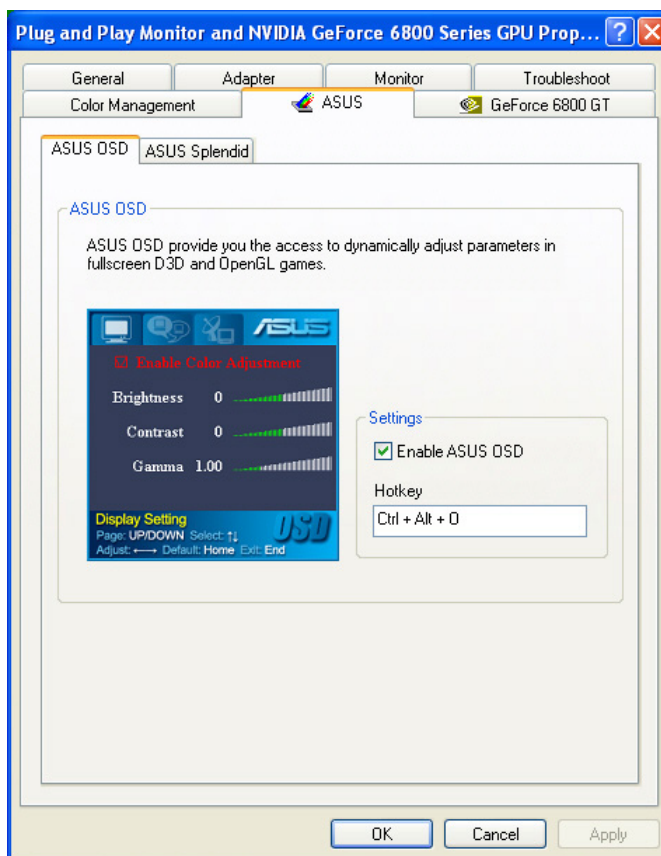 Plug and Play Monitor and NVIDIA GeForce 6800 Series GPU Prop...
General Adapter Monitor Troubleshoot
Color Management ASUS GeForce 6800 GT
ASUS OSD ASUS Splendid
ASUS OSD
ASUS OSD provide you the access to dynamically adjust parameters in
fullscreen D3D and OpenGL games.
ASUS
Enable Color Adjustment
Brightness 0
Contrast 0
Gamma 1.00
Display Setting
Page: UP/DOWN Select: ↑↓
Adjust: ←→ Default: Home Exit: End
OSD
Settings
Enable ASUS OSD
Hotkey
Ctrl + Alt + O
OK Cancel Apply